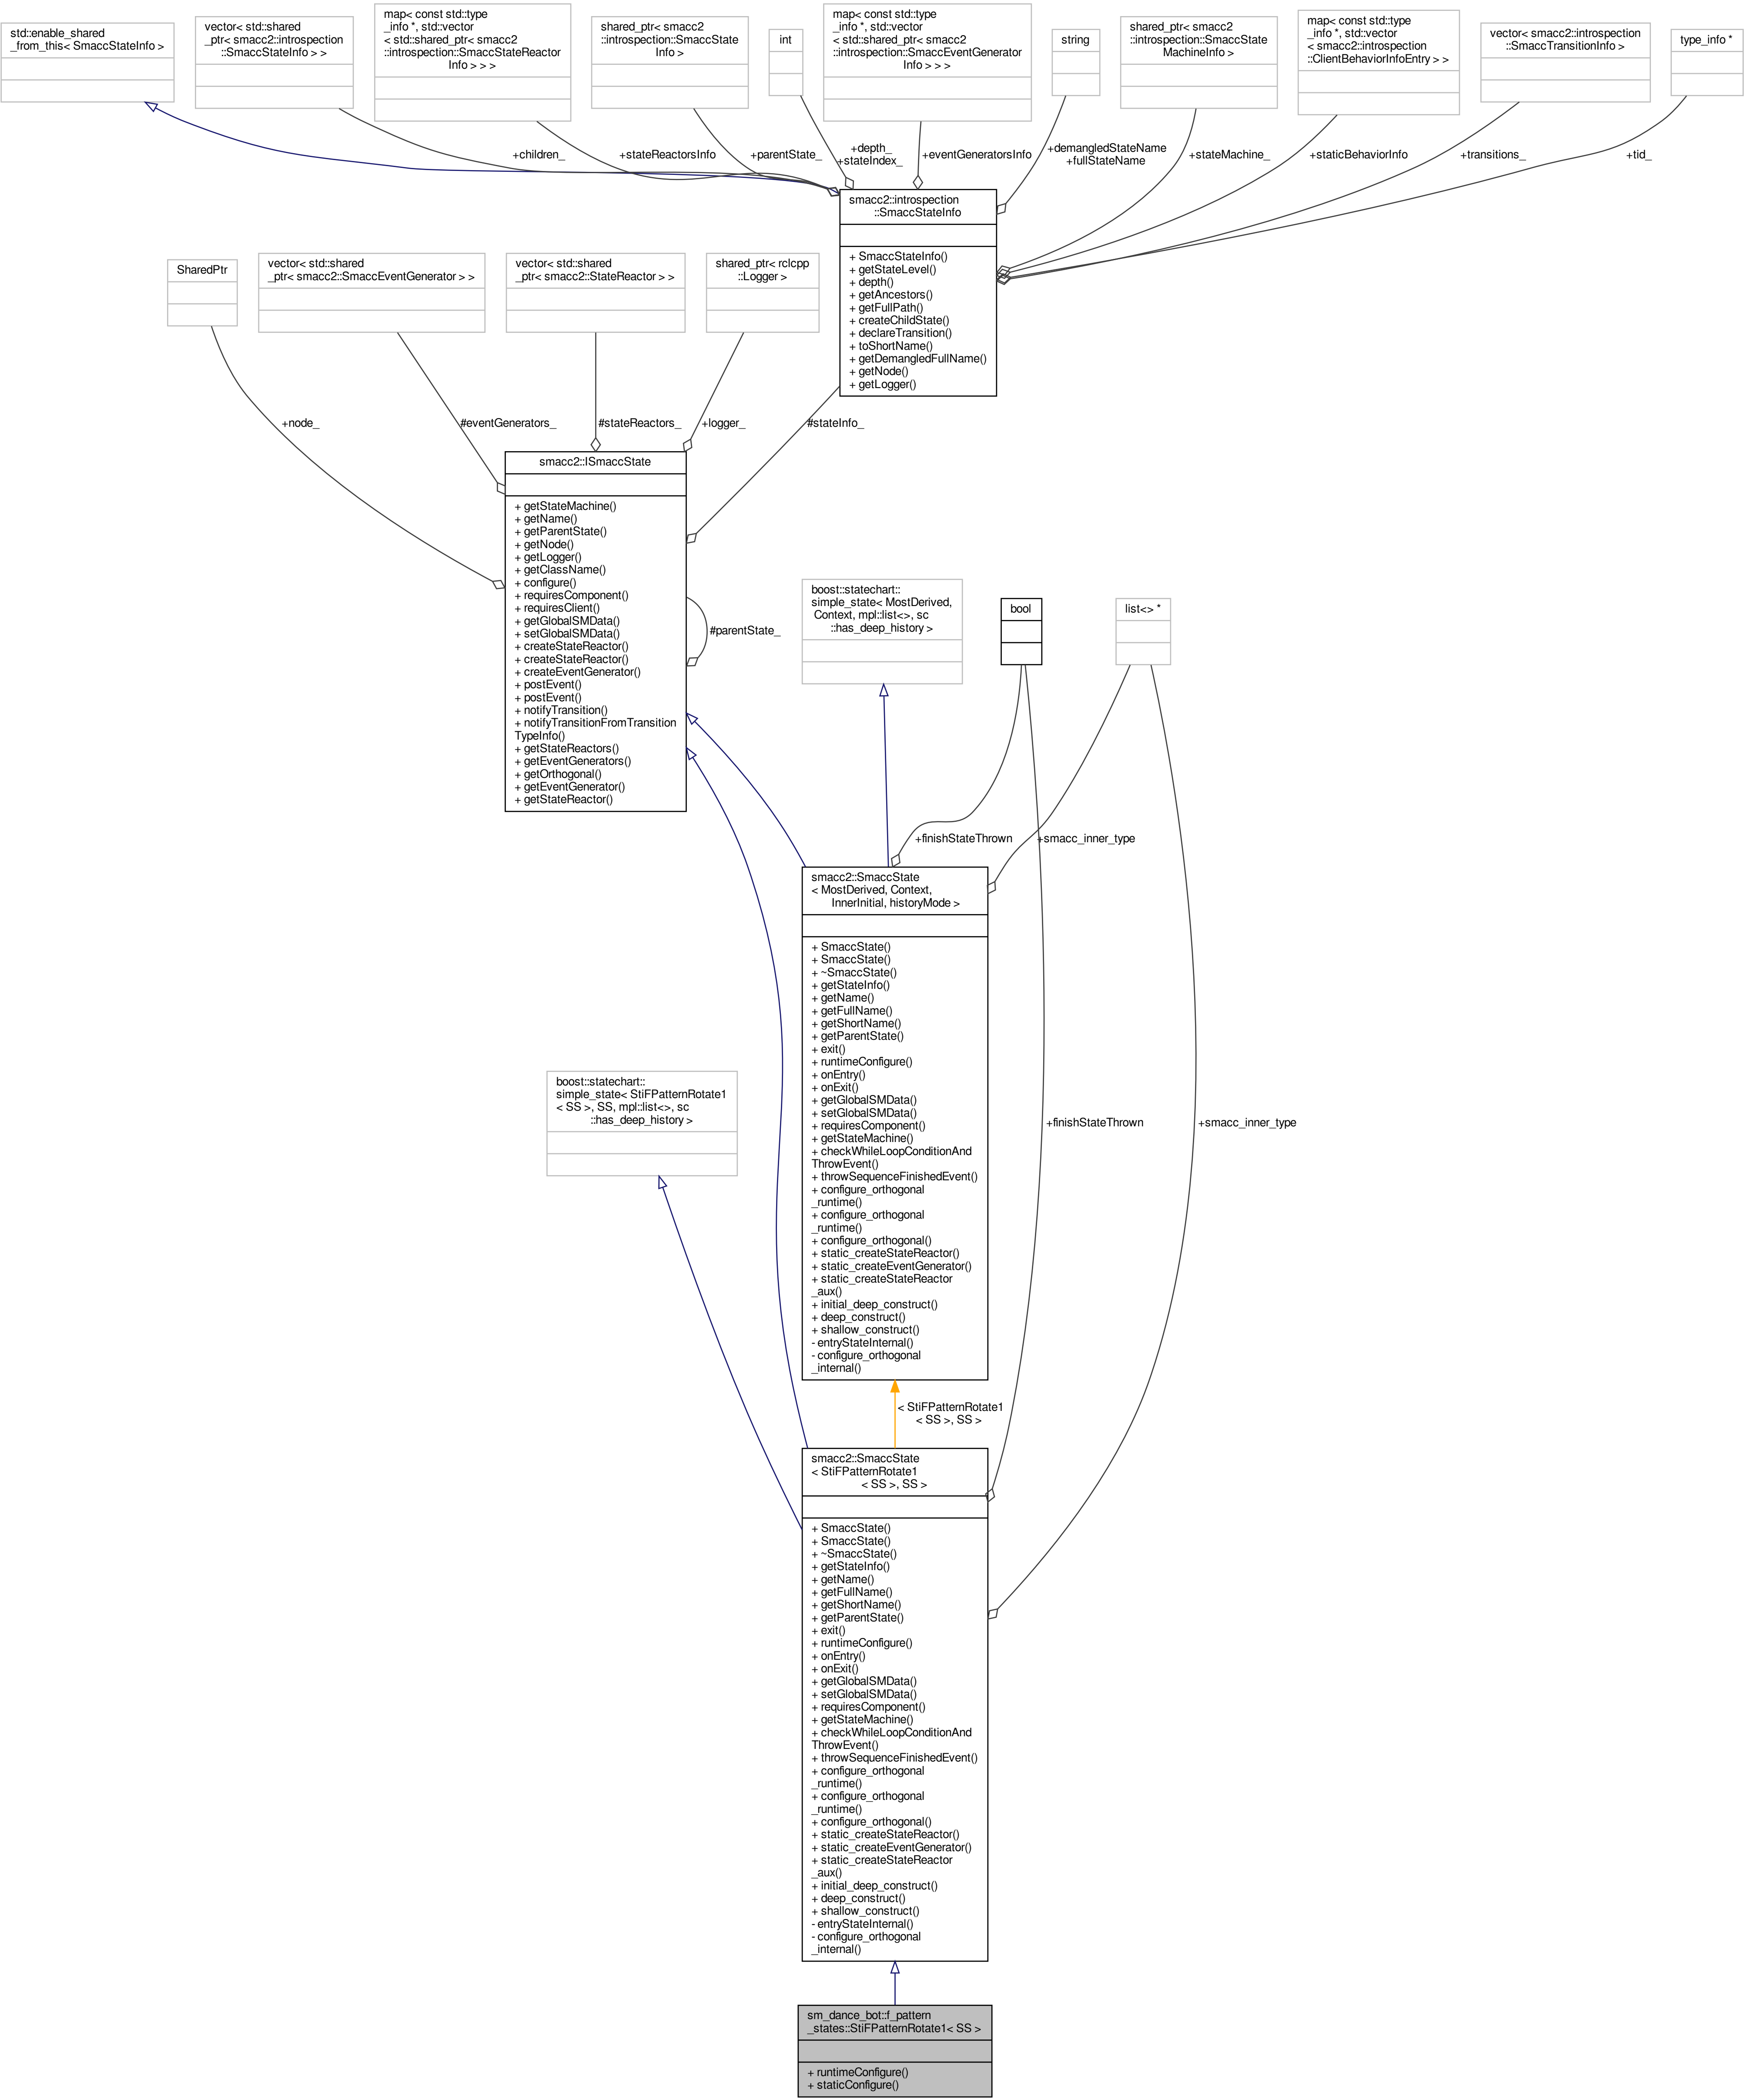 std::enable_shared
_from_this< SmaccStateInfo >
vector< std::shared
_ptr< smacc2::introspection
::SmaccStateInfo > >
map< const std::type
_info *, std::vector
< std::shared_ptr< smacc2
::introspection::SmaccStateReactor
Info > > >
shared_ptr< smacc2
::introspection::SmaccState
Info >
int
map< const std::type
_info *, std::vector
< std::shared_ptr< smacc2
::introspection::SmaccEventGenerator
Info > > >
string
shared_ptr< smacc2
::introspection::SmaccState
MachineInfo >
map< const std::type
_info *, std::vector
< smacc2::introspection
::ClientBehaviorInfoEntry > >
vector< smacc2::introspection
::SmaccTransitionInfo >
type_info *
+children_
+stateReactorsInfo
+parentState_
+depth_
+stateIndex_
+eventGeneratorsInfo
+demangledStateName
+fullStateName
+stateMachine_
+staticBehaviorInfo
+transitions_
+tid_
smacc2::introspection
::SmaccStateInfo
+ SmaccStateInfo()
+ getStateLevel()
+ depth()
+ getAncestors()
+ getFullPath()
+ createChildState()
+ declareTransition()
+ toShortName()
+ getDemangledFullName()
+ getNode()
+ getLogger()
SharedPtr
vector< std::shared
_ptr< smacc2::SmaccEventGenerator > >
vector< std::shared
_ptr< smacc2::StateReactor > >
shared_ptr< rclcpp
::Logger >
+node_
#eventGenerators_
#stateReactors_
+logger_
#stateInfo_
smacc2::ISmaccState
+ getStateMachine()
+ getName()
+ getParentState()
+ getNode()
+ getLogger()
+ getClassName()
+ configure()
+ requiresComponent()
+ requiresClient()
+ getGlobalSMData()
+ setGlobalSMData()
+ createStateReactor()
+ createStateReactor()
+ createEventGenerator()
+ postEvent()
+ postEvent()
+ notifyTransition()
+ notifyTransitionFromTransition
TypeInfo()
+ getStateReactors()
+ getEventGenerators()
+ getOrthogonal()
+ getEventGenerator()
+ getStateReactor()
#parentState_
boost::statechart::
simple_state< MostDerived,
Context, mpl::list<>, sc
::has_deep_history >
bool
list<> *
+finishStateThrown
+smacc_inner_type
smacc2::SmaccState
< MostDerived, Context,
InnerInitial, historyMode >
+ SmaccState()
+ SmaccState()
+ ~SmaccState()
+ getStateInfo()
+ getName()
+ getFullName()
+ getShortName()
+ getParentState()
+ exit()
+ runtimeConfigure()
+ onEntry()
+ onExit()
+ getGlobalSMData()
+ setGlobalSMData()
+ requiresComponent()
+ getStateMachine()
+ checkWhileLoopConditionAnd
ThrowEvent()
+ throwSequenceFinishedEvent()
+ configure_orthogonal
_runtime()
+ configure_orthogonal
_runtime()
+ configure_orthogonal()
+ static_createStateReactor()
+ static_createEventGenerator()
+ static_createStateReactor
_aux()
+ initial_deep_construct()
+ deep_construct()
+ shallow_construct()
- entryStateInternal()
- configure_orthogonal
_internal()
boost::statechart::
simple_state< StiFPatternRotate1
< SS >, SS, mpl::list<>, sc
::has_deep_history >
+finishStateThrown
+smacc_inner_type
< StiFPatternRotate1
< SS >, SS >
smacc2::SmaccState
< StiFPatternRotate1
< SS >, SS >
+ SmaccState()
+ SmaccState()
+ ~SmaccState()
+ getStateInfo()
+ getName()
+ getFullName()
+ getShortName()
+ getParentState()
+ exit()
+ runtimeConfigure()
+ onEntry()
+ onExit()
+ getGlobalSMData()
+ setGlobalSMData()
+ requiresComponent()
+ getStateMachine()
+ checkWhileLoopConditionAnd
ThrowEvent()
+ throwSequenceFinishedEvent()
+ configure_orthogonal
_runtime()
+ configure_orthogonal
_runtime()
+ configure_orthogonal()
+ static_createStateReactor()
+ static_createEventGenerator()
+ static_createStateReactor
_aux()
+ initial_deep_construct()
+ deep_construct()
+ shallow_construct()
- entryStateInternal()
- configure_orthogonal
_internal()
sm_dance_bot::f_pattern
_states::StiFPatternRotate1< SS >
+ runtimeConfigure()
+ staticConfigure()